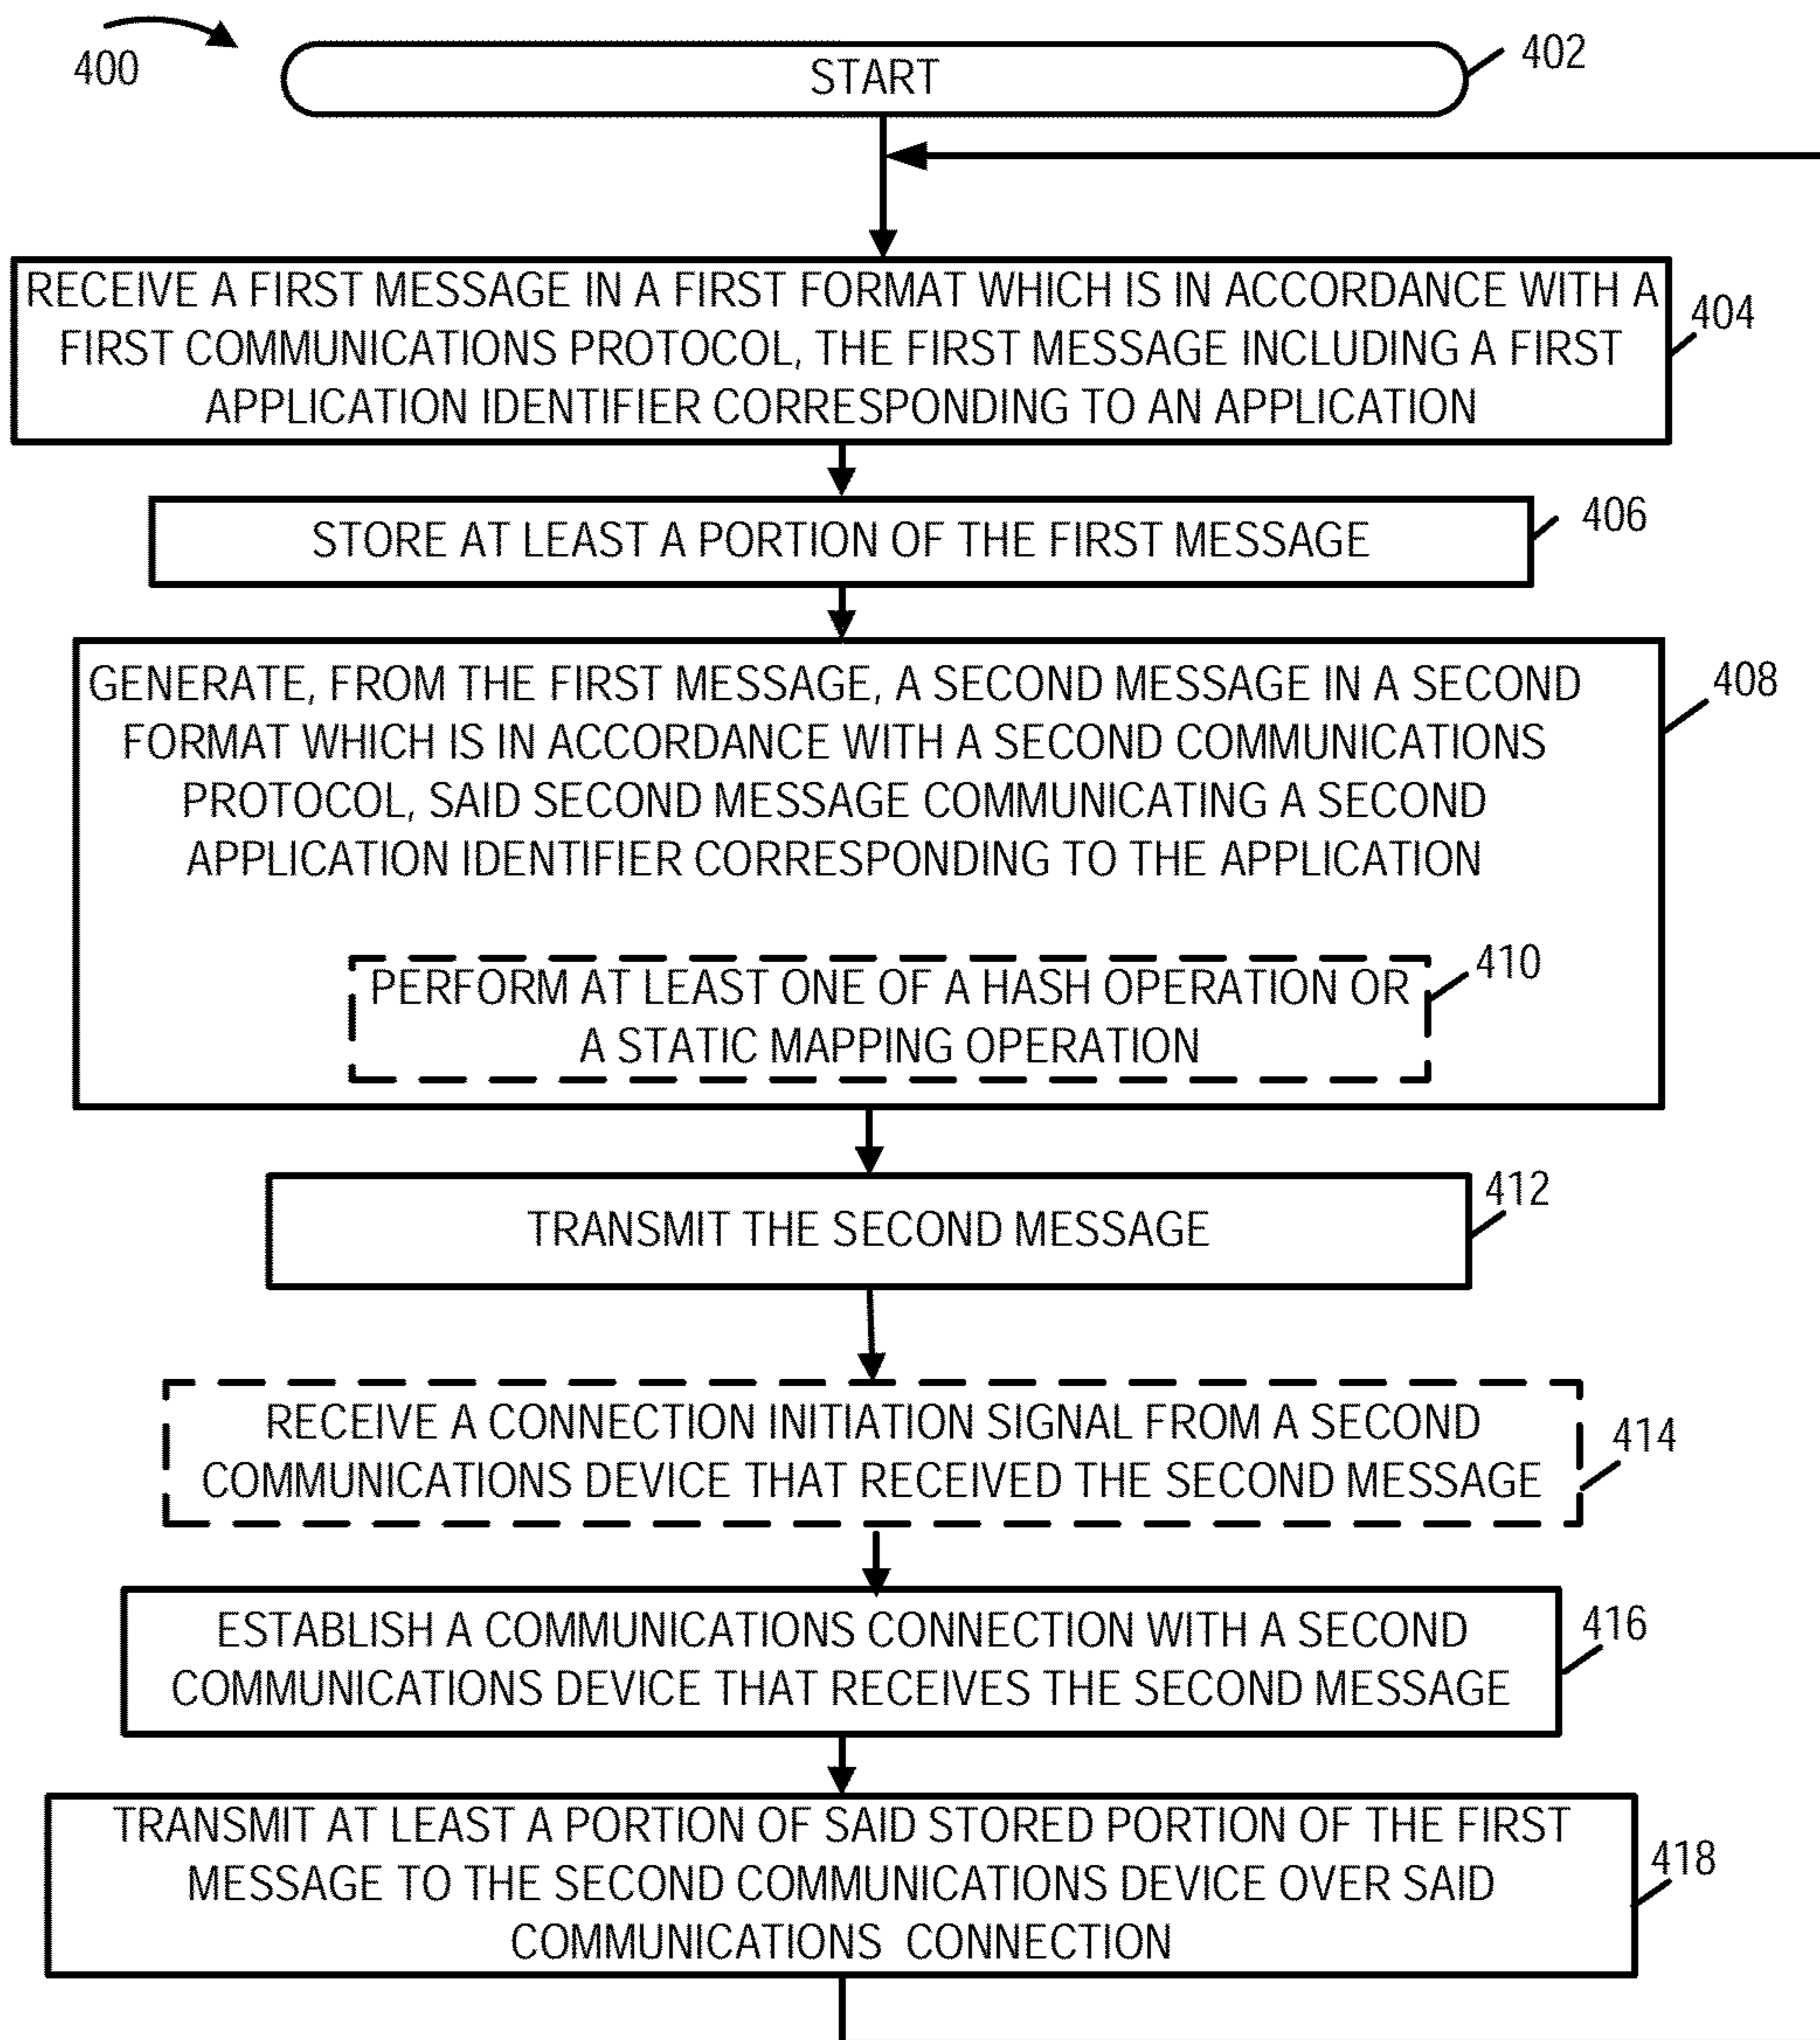 400
START
402
RECEIVE A FIRST MESSAGE IN A FIRST FORMAT WHICH IS IN ACCORDANCE WITH A
FIRST COMMUNICATIONS PROTOCOL, THE FIRST MESSAGE INCLUDING A FIRST
APPLICATION IDENTIFIER CORRESPONDING TO AN APPLICATION
404
STORE AT LEAST A PORTION OF THE FIRST MESSAGE
406
GENERATE, FROM THE FIRST MESSAGE, A SECOND MESSAGE IN A SECOND
FORMAT WHICH IS IN ACCORDANCE WITH A SECOND COMMUNICATIONS
PROTOCOL, SAID SECOND MESSAGE COMMUNICATING A SECOND
APPLICATION IDENTIFIER CORRESPONDING TO THE APPLICATION
408
PERFORM AT LEAST ONE OF A HASH OPERATION OR
A STATIC MAPPING OPERATION
410
TRANSMIT THE SECOND MESSAGE
412
RECEIVE A CONNECTION INITIATION SIGNAL FROM A SECOND
COMMUNICATIONS DEVICE THAT RECEIVED THE SECOND MESSAGE
414
ESTABLISH A COMMUNICATIONS CONNECTION WITH A SECOND
COMMUNICATIONS DEVICE THAT RECEIVES THE SECOND MESSAGE
416
TRANSMIT AT LEAST A PORTION OF SAID STORED PORTION OF THE FIRST
MESSAGE TO THE SECOND COMMUNICATIONS DEVICE OVER SAID
COMMUNICATIONS CONNECTION
418